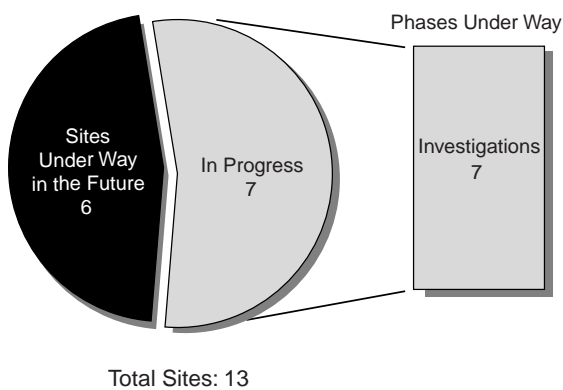 Phases Under Way
Sites
Under Way
in the Future
6
In Progress
7
Investigations
7
Total Sites: 13